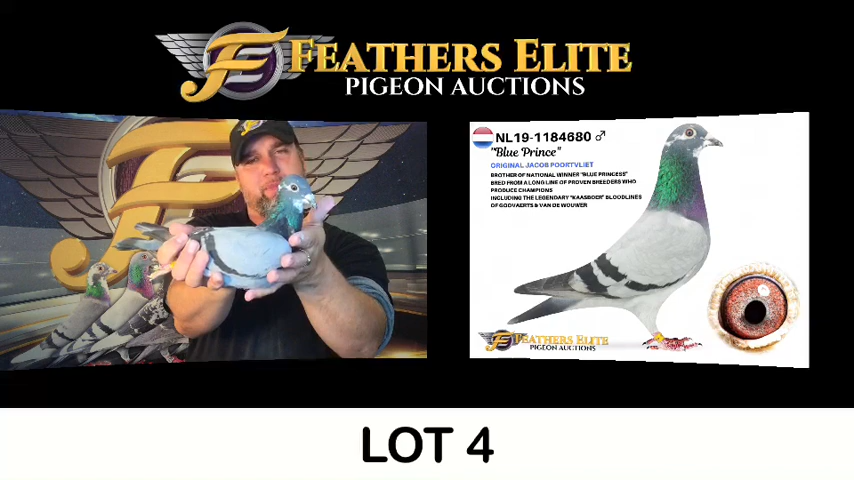 FEATHERS ELITE
PIGEON AUCTIONS
NL19-1184680 ♂
"Blue Prince"
ORIGINAL JACOB POORTVLIET
BROTHER OF NATIONAL WINNER "BLUE PRINCESS"
BRED FROM A LONG LINE OF PROVEN BREEDERS WHO
PRODUCE CHAMPIONS
INCLUDING THE LEGENDARY "KAASBOER" BLOODLINES
OF GODVAERTS & VAN DE WOUWER
FEATHERS ELITE
PIGEON AUCTIONS
LOT 4